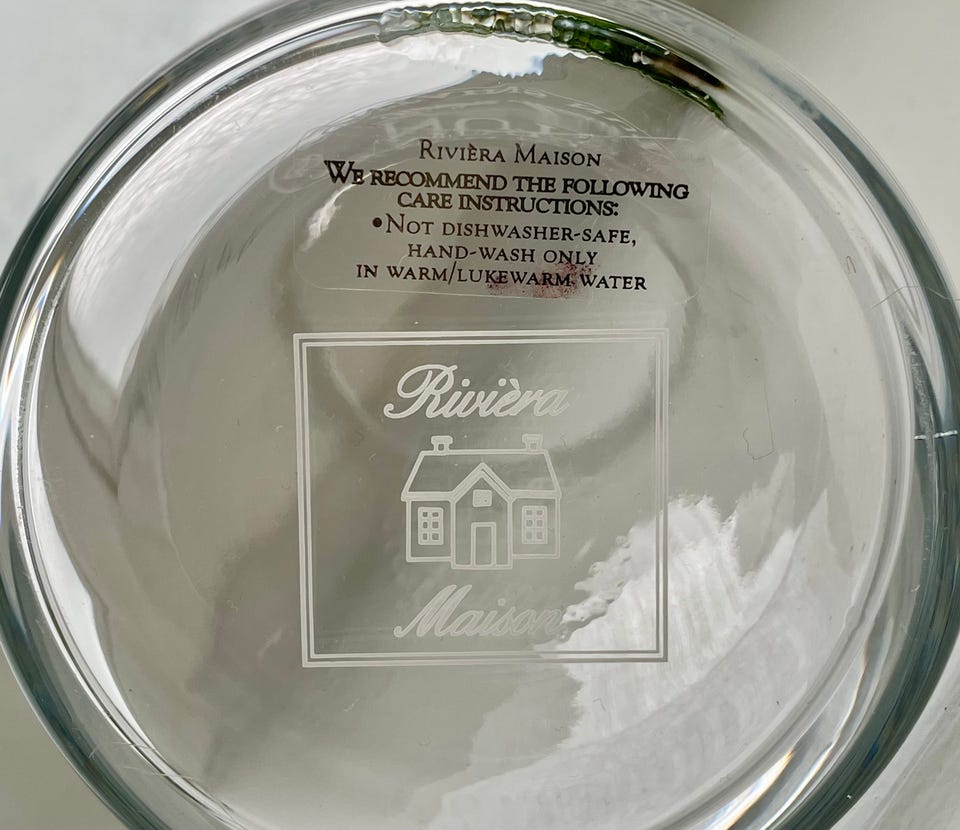 RIVIÈRA MAISON
WE RECOMMEND THE FOLLOWING
CARE INSTRUCTIONS:
•NOT DISHWASHER-SAFE,
HAND-WASH ONLY
IN WARM/LUKEWARM WATER
Rivièra
Maison